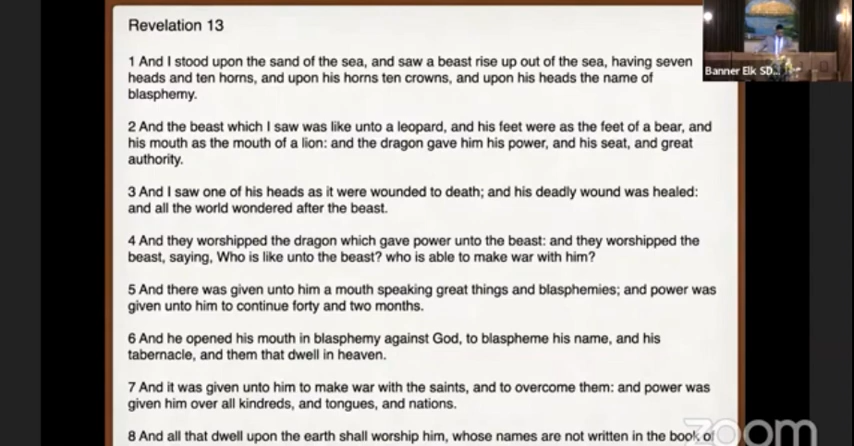 Revelation 13
Banner Elk SD...
1 And I stood upon the sand of the sea, and saw a beast rise up out of the sea, having seven
heads and ten horns, and upon his horns ten crowns, and upon his heads the name of
blasphemy.
2 And the beast which I saw was like unto a leopard, and his feet were as the feet of a bear, and
his mouth as the mouth of a lion: and the dragon gave him his power, and his seat, and great
authority.
3 And I saw one of his heads as it were wounded to death; and his deadly wound was healed:
and all the world wondered after the beast.
4 And they worshipped the dragon which gave power unto the beast: and they worshipped the
beast, saying, Who is like unto the beast? who is able to make war with him?
5 And there was given unto him a mouth speaking great things and blasphemies; and power was
given unto him to continue forty and two months.
6 And he opened his mouth in blasphemy against God, to blaspheme his name, and his
tabernacle, and them that dwell in heaven.
7 And it was given unto him to make war with the saints, and to overcome them: and power was
given him over all kindreds, and tongues, and nations.
8 And all that dwell upon the earth shall worship him, whose names are not written in the book of
zoom